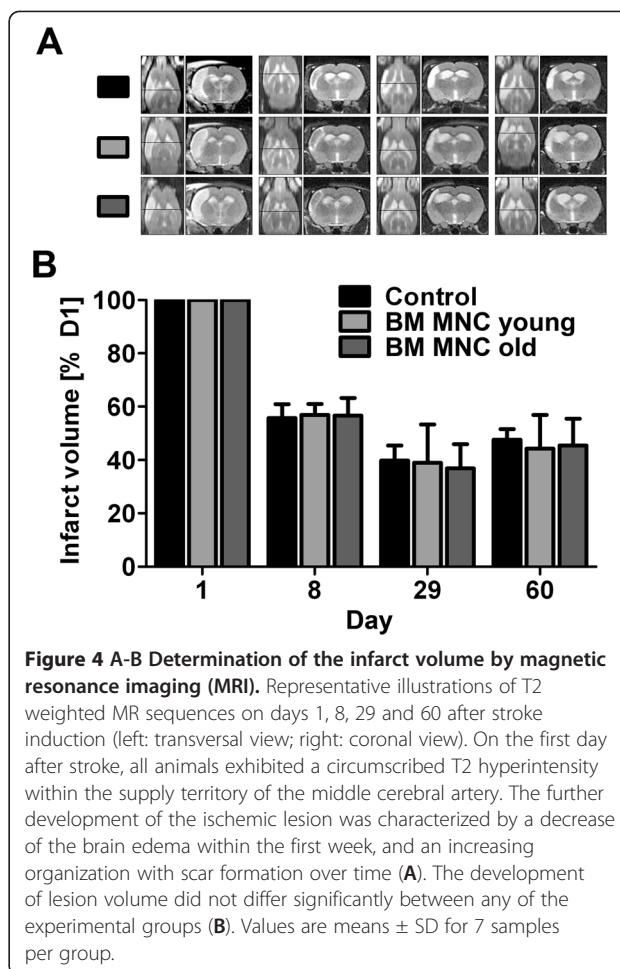 A
B
100
80
60
40
20
0
Infarct volume [% D1]
Control
BM MNC young
BM MNC old
1 8 29 60
Day
Figure 4 A-B Determination of the infarct volume by magnetic
resonance imaging (MRI). Representative illustrations of T2
weighted MR sequences on days 1, 8, 29 and 60 after stroke
induction (left: transversal view; right: coronal view). On the first day
after stroke, all animals exhibited a circumscribed T2 hyperintensity
within the supply territory of the middle cerebral artery. The further
development of the ischemic lesion was characterized by a decrease
of the brain edema within the first week, and an increasing
organization with scar formation over time (A). The development
of lesion volume did not differ significantly between any of the
experimental groups (B). Values are means ± SD for 7 samples
per group.